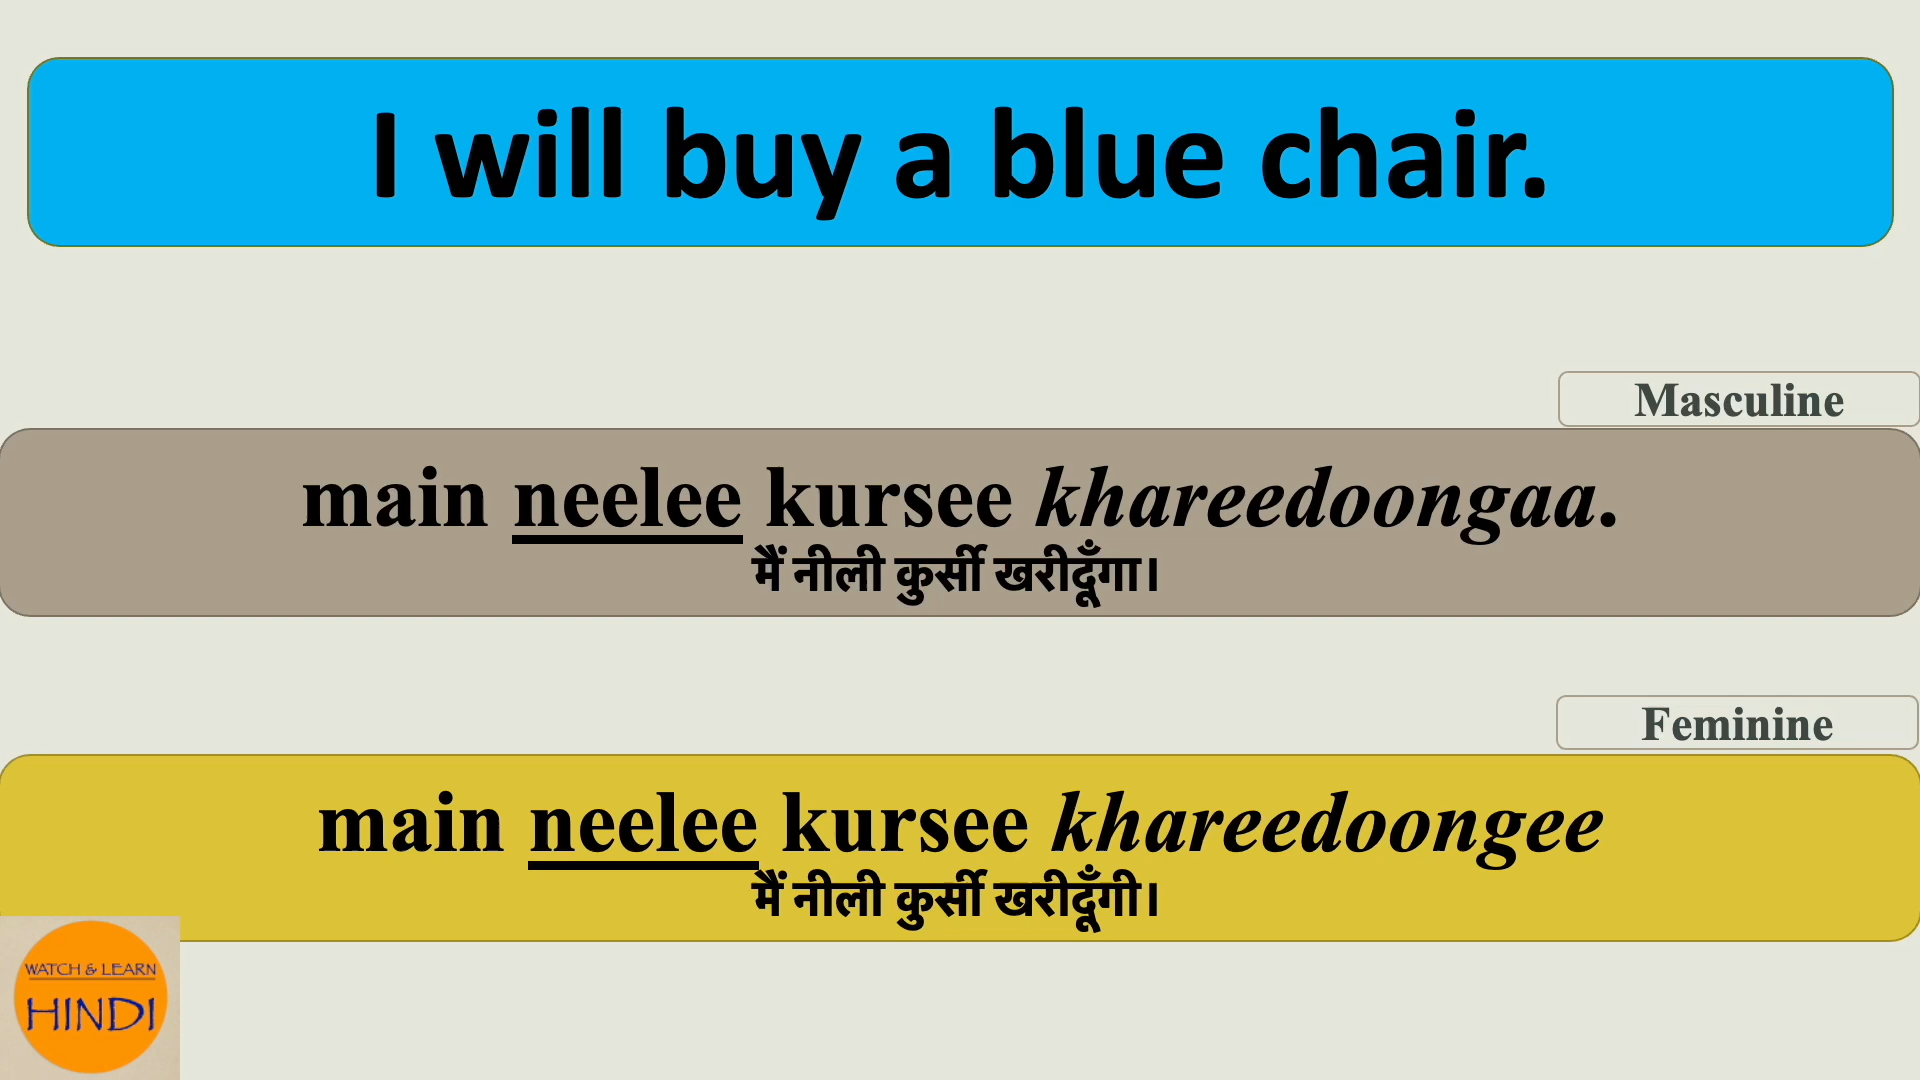 I will buy a blue chair.
Masculine
main neelee kursee khareedoongaa.
मैं नीली कुर्सी खरीदूँगा।
Feminine
main neelee kursee khareedoongee
मैं नीली कुर्सी खरीदूँगी।
WATCH & LEARN
HINDI